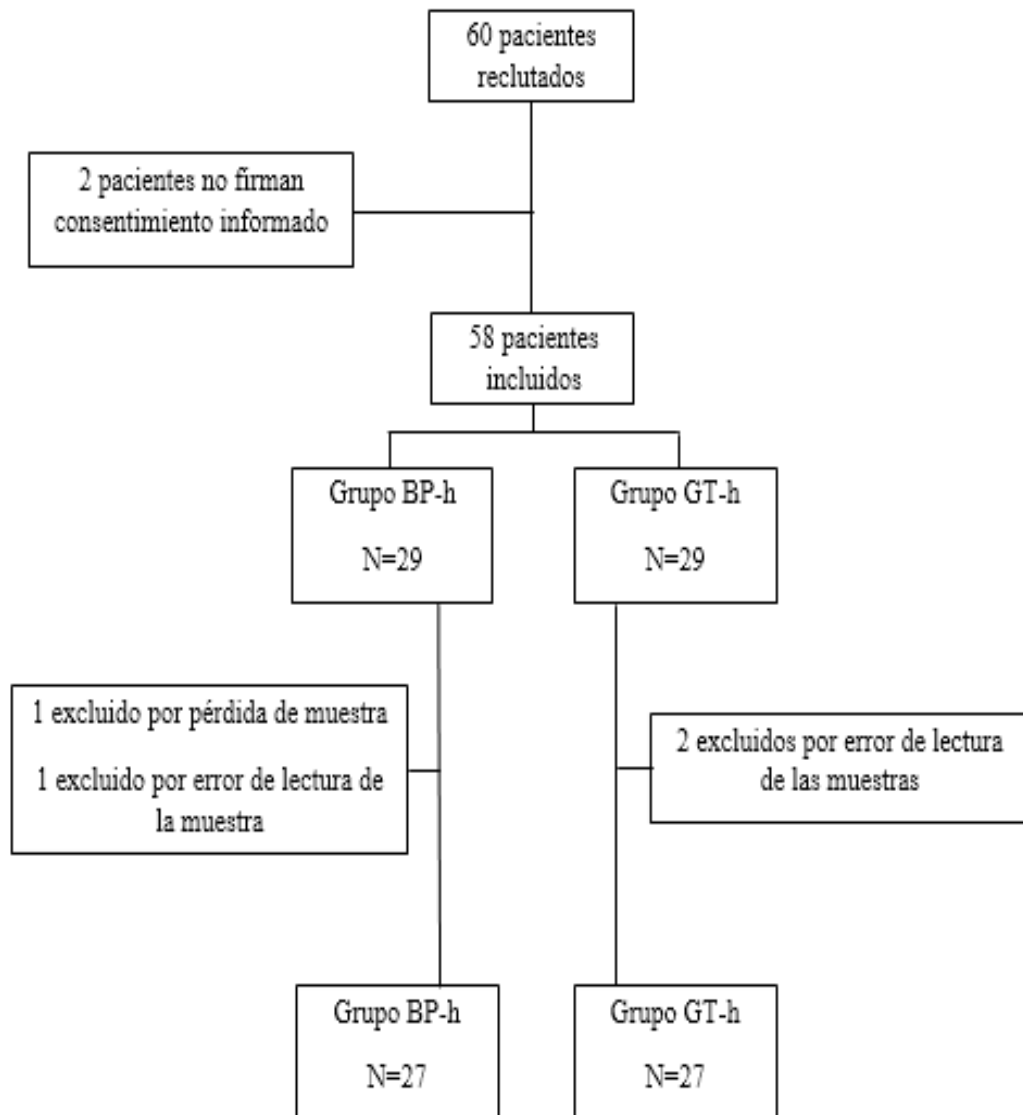 60 pacientes
reclutados
2 pacientes no firman
consentimiento informado
58 pacientes
incluidos
Grupo BP-h
N=29
Grupo GT-h
N=29
1 excluido por pérdida de muestra
1 excluido por error de lectura de
la muestra
2 excluidos por error de lectura
de las muestras
Grupo BP-h
N=27
Grupo GT-h
N=27